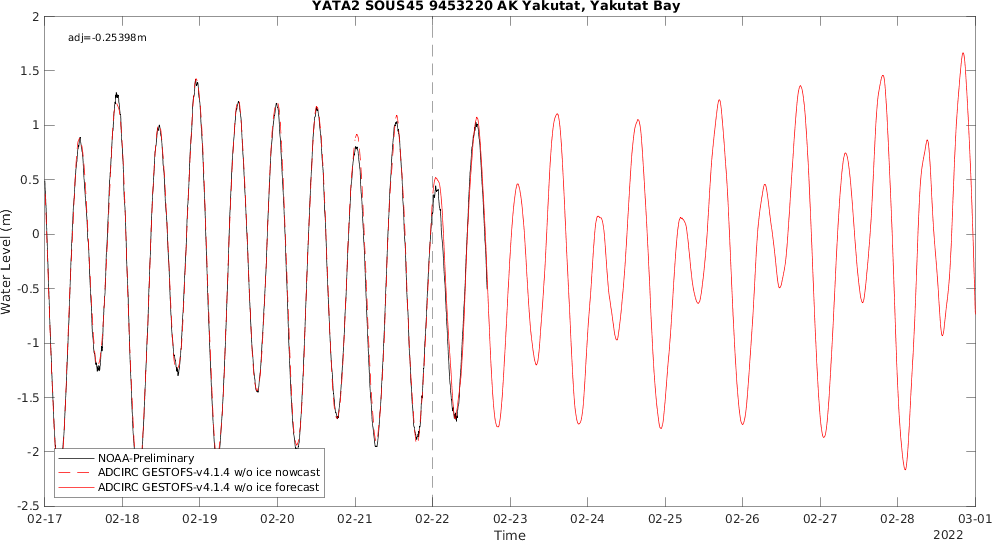 YATA2 SOUS45 9453220 AK Yakutat, Yakutat Bay
adj=-0.25398m
2
1.5
1
0.5
0
-0.5
-1
-1.5
-2
-2.5
Water Level (m)
NOAA-Preliminary
ADCIRC GESTOFS-v4.1.4 w/o ice nowcast
ADCIRC GESTOFS-v4.1.4 w/o ice forecast
02-17 02-18 02-19 02-20 02-21 02-22 02-23 02-24 02-25 02-26 02-27 02-28 03-01
Time
2022